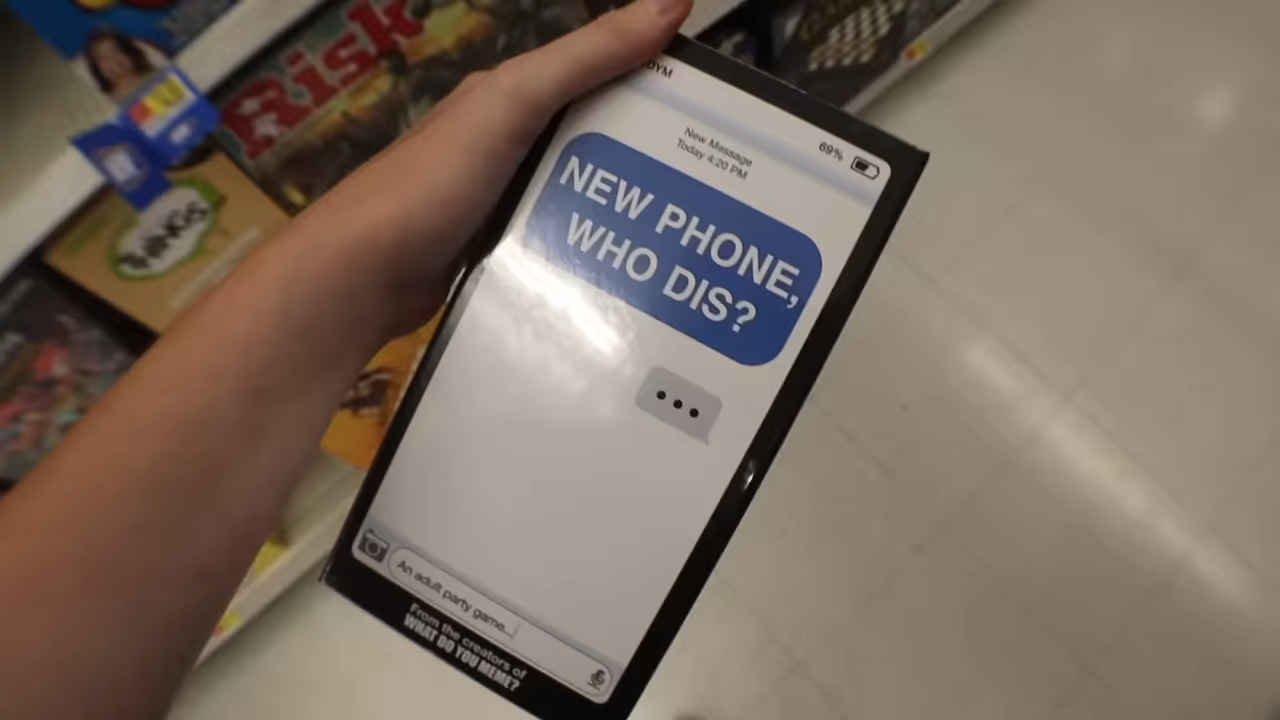 Risk
DYM
69%
New Message
Today 4:20 PM
NEW PHONE,
WHO DIS?
An adult party game...
From the creators of
WHAT DO YOU MEME?